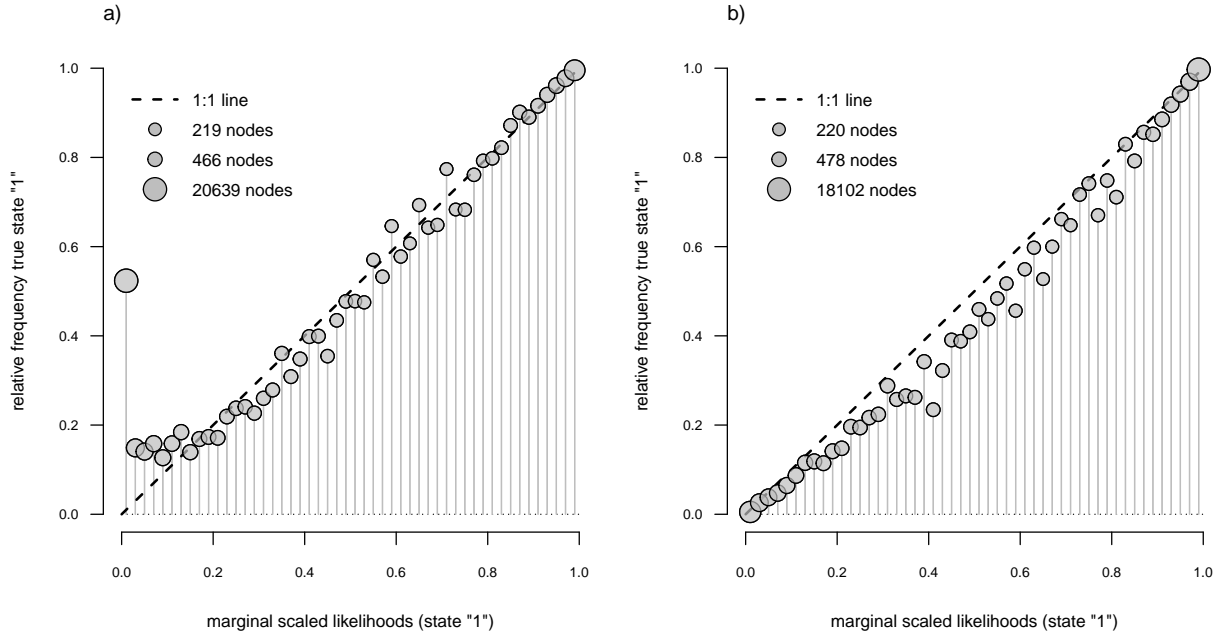 a)
relative frequency true state "1"
1.0
0.8
0.6
0.4
0.2
0.0
1:1 line
219 nodes
466 nodes
20639 nodes
0.0 0.2 0.4 0.6 0.8 1.0
marginal scaled likelihoods (state "1")
b)
relative frequency true state "1"
1.0
0.8
0.6
0.4
0.2
0.0
1:1 line
220 nodes
478 nodes
18102 nodes
0.0 0.2 0.4 0.6 0.8 1.0
marginal scaled likelihoods (state "1")